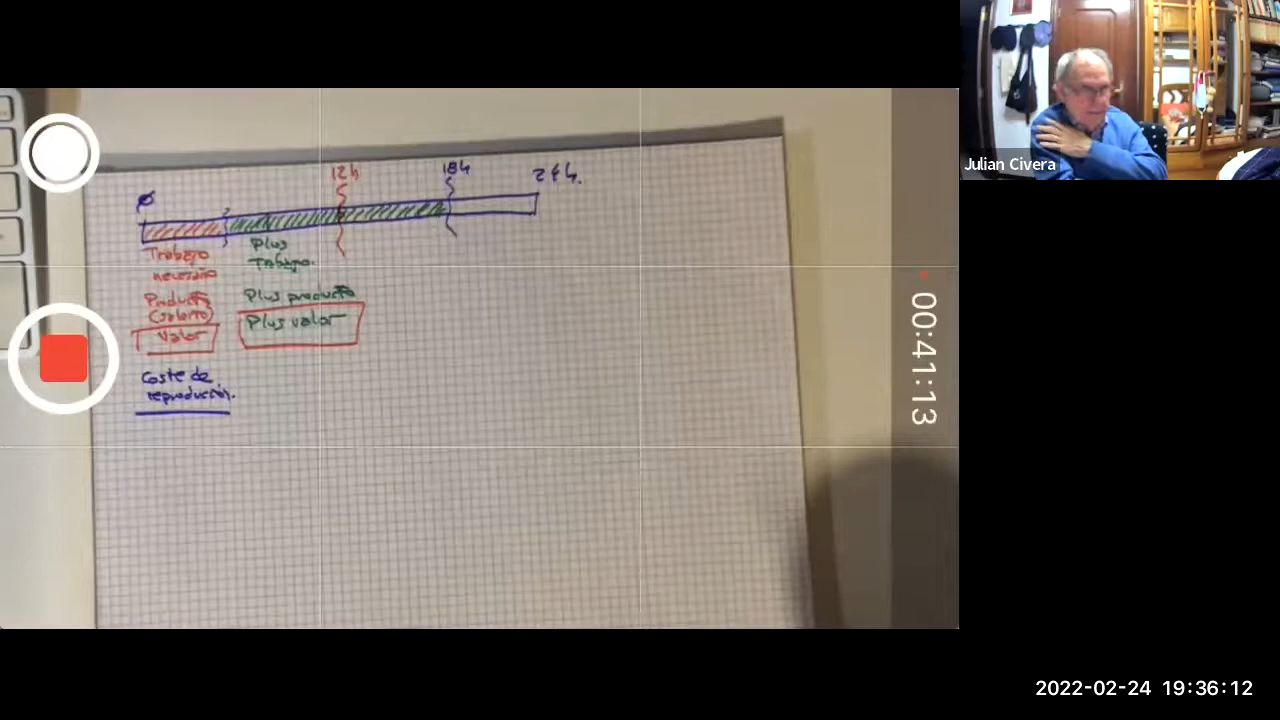 Ø 12h 18h 24h.
Trabajo
necesario
Plus
Trabajo.
Producto
(salario)
Valor
Plus producto
Plus valor
Coste de
reproducción.
00:41:13
Julian Civera
2022-02-24 19:36:12